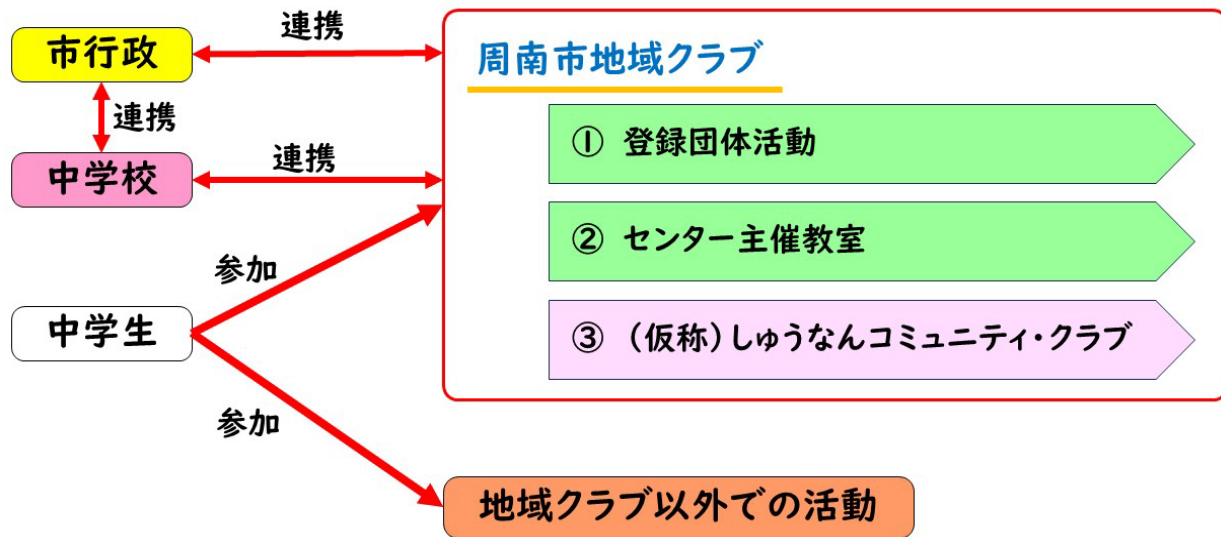 連携
市行政
周南市地域クラブ
連携
① 登録団体活動
中学校
連携
② センター主催教室
参加
中学生
③ (仮称)しゅうなんコミュニティ・クラブ
参加
地域クラブ以外での活動